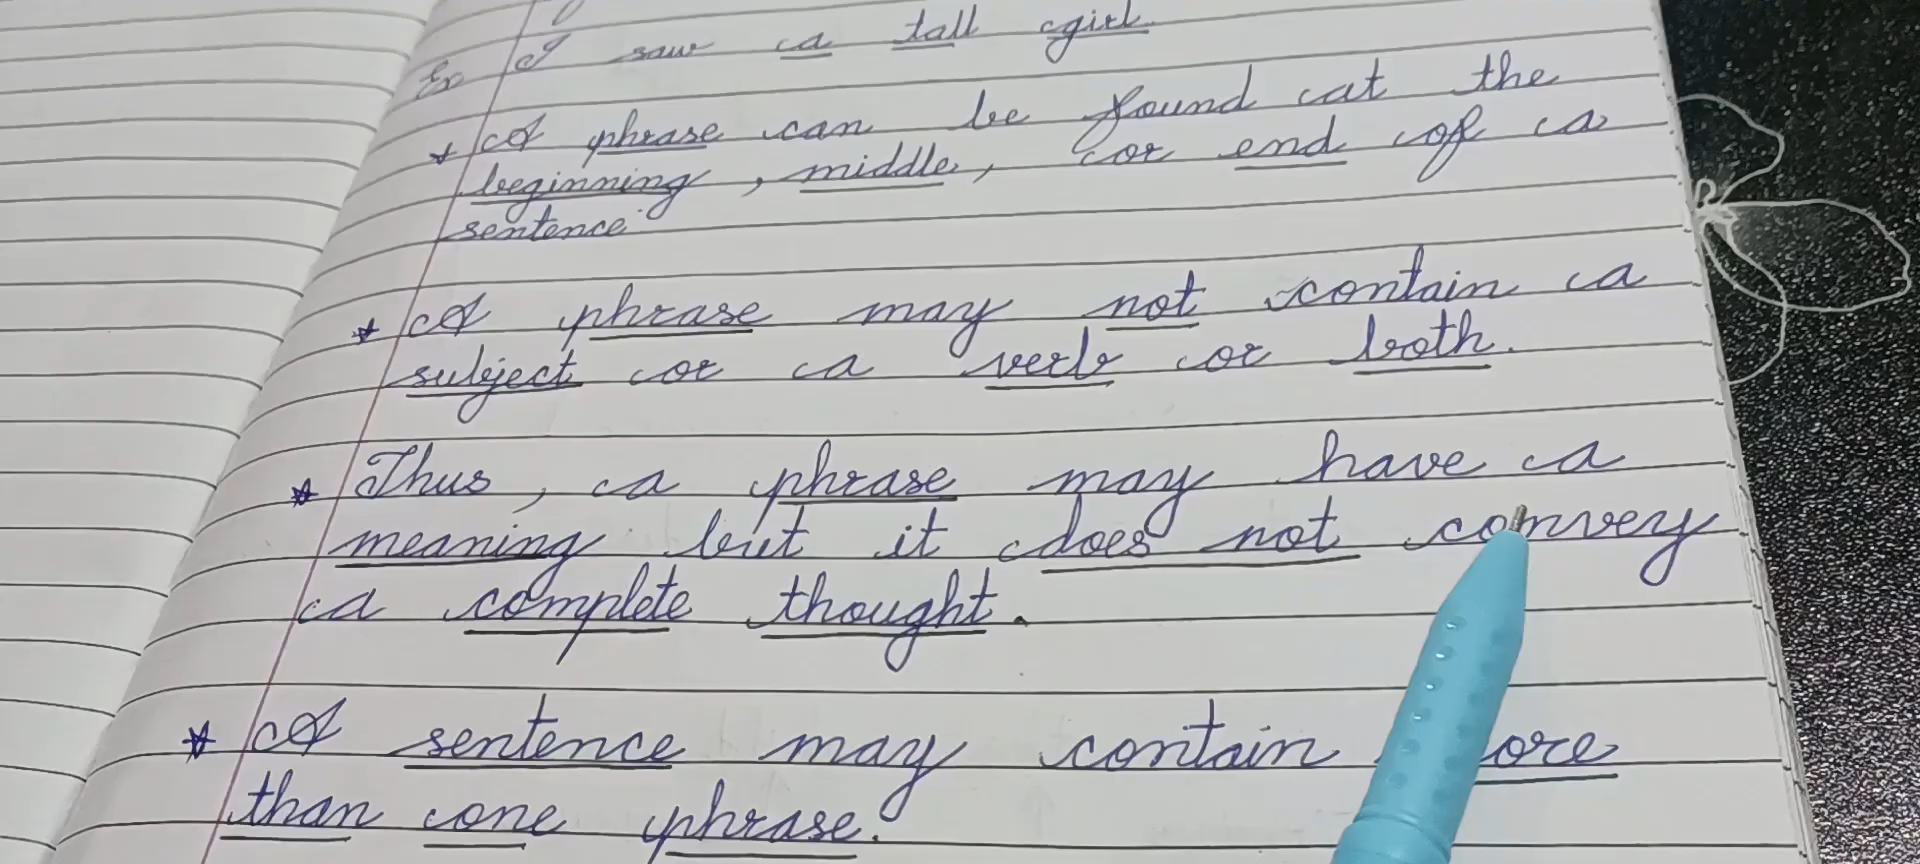 Ex I saw a tall girl.
* A phrase can be found at the
beginning, middle, or end of a
sentence.
* A phrase may not contain a
subject or a verb or both.
* Thus, a phrase may have a
meaning but it does not convey
a complete thought.
* A sentence may contain ore
than one phrase.